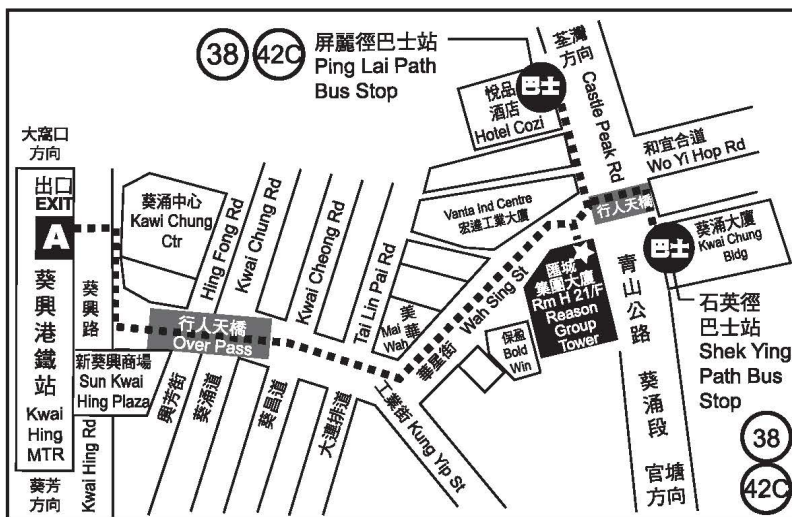 38
42C
屏麗徑巴士站
Ping Lai Path
Bus Stop
荃灣
方向
Castle Peak Rd
巴士
悅品
酒店
Hotel Cozi
和宜合道
Wo Yi Hop Rd
大窩口
方向
出口
EXIT
A
葵興港鐵站
Kwai
Hing
MTR
葵芳
方向
葵興路
Kwai Hing Rd
葵涌中心
Kawi Chung
Ctr
Hing Fong Rd
Kwai Chung Rd
Kwai Cheong Rd
Tai Lin Pai Rd
行人天橋
Over Pass
新葵興商場
Sun Kwai
Hing Plaza
興芳街
葵涌道
葵昌道
大連排道
美華
Mai
Wah
工業街 Kung Yip St
華星街 Wah Sing St
Vanta Ind Centre
宏達工業大廈
行人天橋
保盈
Bold
Win
匯城
集團大廈
Rm H 21/F
Reason
Group
Tower
青山公路 葵涌段
官塘
方向
巴士
葵涌大廈
Kwai Chung
Bldg
石英徑
巴士站
Shek Ying
Path Bus
Stop
38
42C